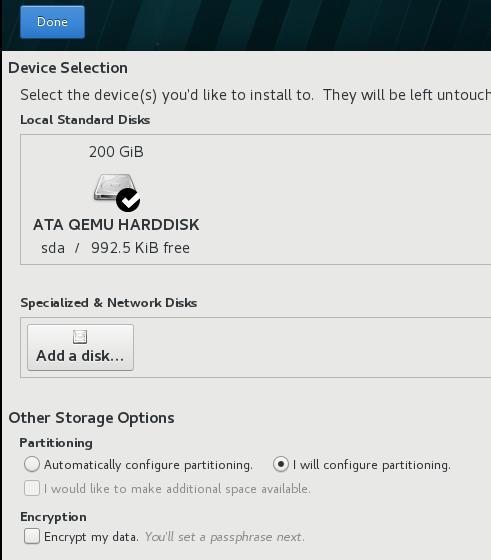 Done
Device Selection
Select the device(s) you'd like to install to.  They will be left untouch
Local Standard Disks
200 GiB
ATA QEMU HARDDISK
sda / 992.5 KiB free
Specialized & Network Disks
Add a disk...
Other Storage Options
Partitioning
Automatically configure partitioning. I will configure partitioning.
I would like to make additional space available.
Encryption
Encrypt my data. You'll set a passphrase next.